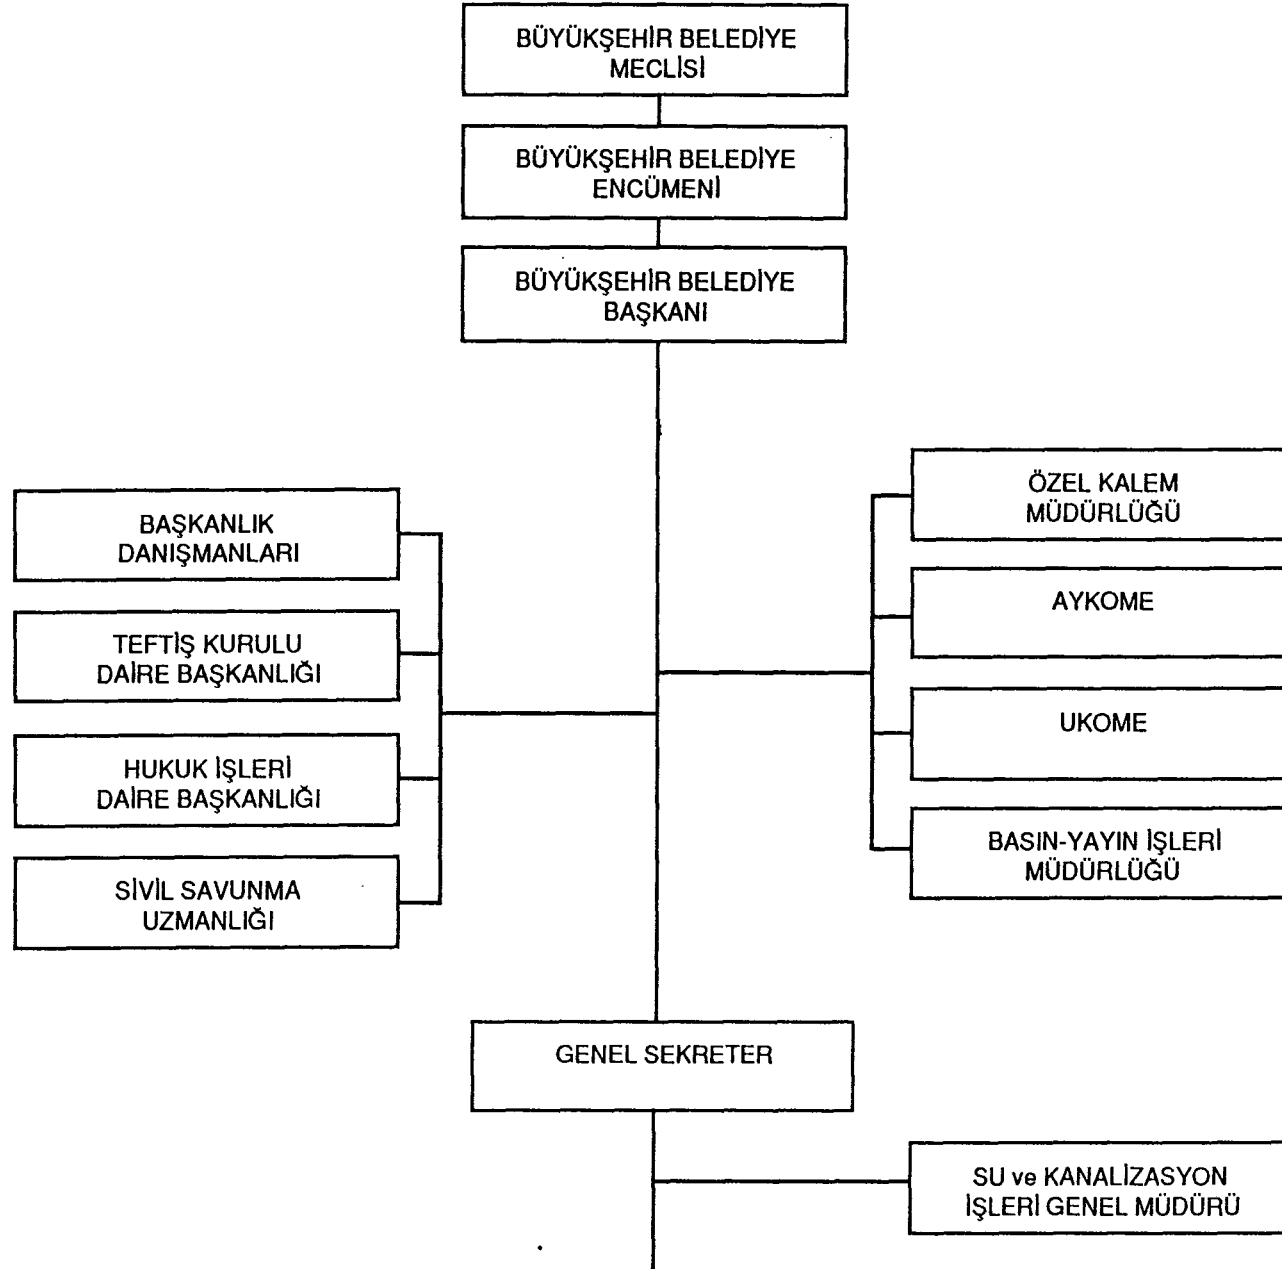 BÜYÜKŞEHİR BELEDİYE
MECLİSİ
BÜYÜKŞEHİR BELEDİYE
ENCÜMENİ
BÜYÜKŞEHİR BELEDİYE
BAŞKANI
BAŞKANLIK
DANIŞMANLARI
TEFTİŞ KURULU
DAİRE BAŞKANLIĞI
HUKUK İŞLERİ
DAİRE BAŞKANLIĞI
SİVİL SAVUNMA
UZMANLIĞI
ÖZEL KALEM
MÜDÜRLÜĞÜ
AYKOME
UKOME
BASIN-YAYIN İŞLERİ
MÜDÜRLÜĞÜ
GENEL SEKRETER
SU ve KANALİZASYON
İŞLERİ GENEL MÜDÜRÜ